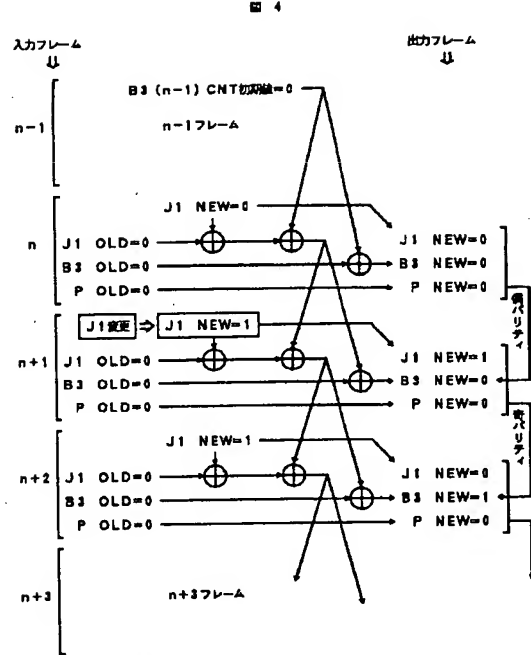 図 4
入力フレーム
出力フレーム
⇓
⇓
B3 (n-1) CNT初期値=0
n-1
n-1フレーム
J1 NEW=0
n
J1 OLD=0
J1 NEW=0
B3 OLD=0
B3 NEW=0
P OLD=0
P NEW=0
偶パリティ
J1変更 ⇒ J1 NEW=1
n+1
J1 OLD=0
J1 NEW=1
B3 OLD=0
B3 NEW=0
P OLD=0
P NEW=0
奇パリティ
J1 NEW=1
n+2
J1 OLD=0
J1 NEW=0
B3 OLD=0
B3 NEW=1
P OLD=0
P NEW=0
n+3
n+3フレーム